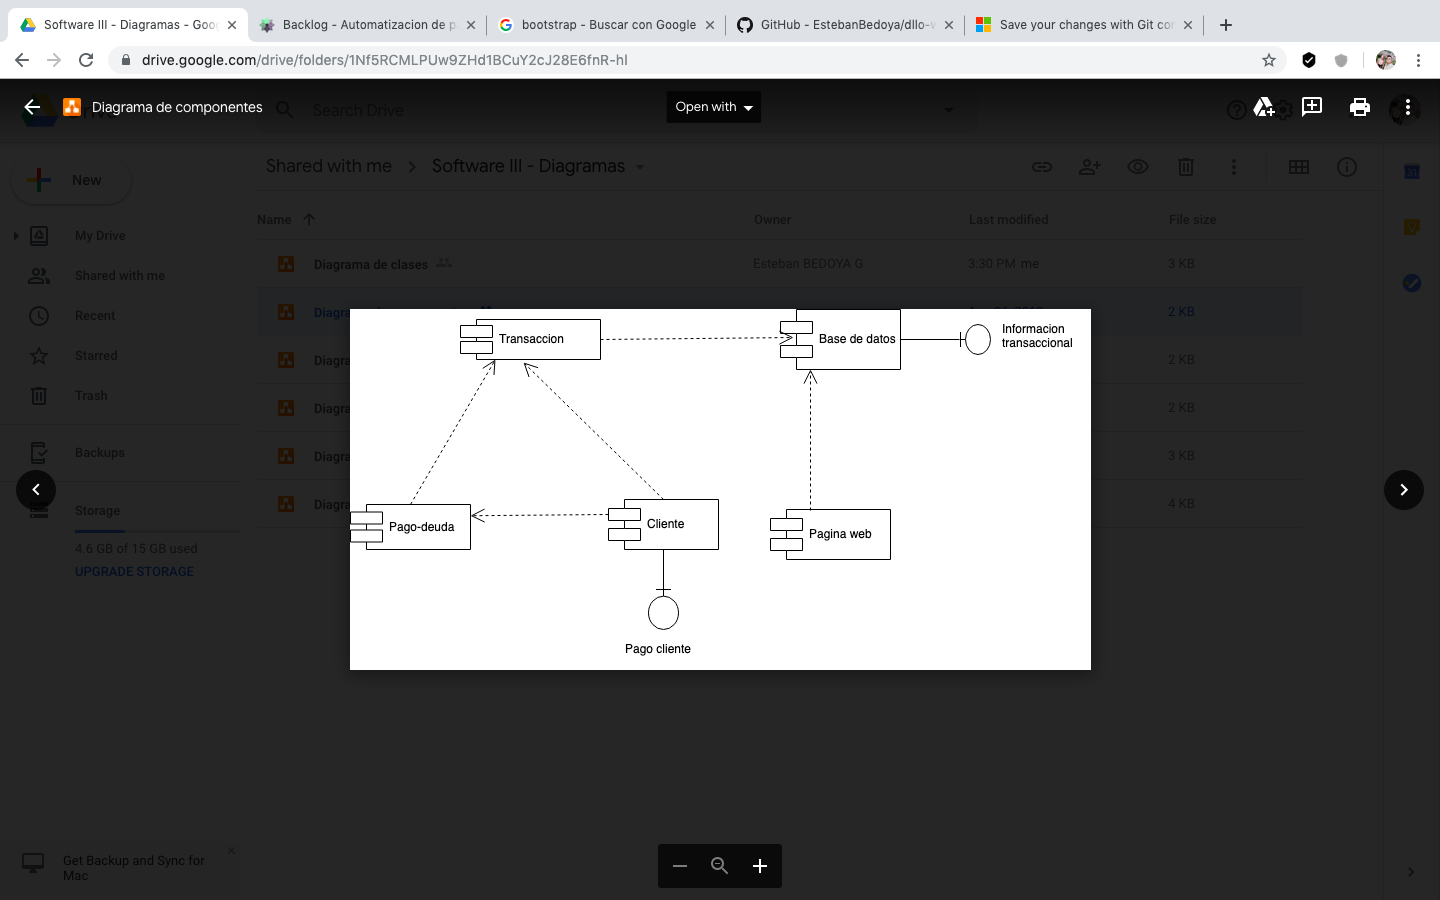 Software III - Diagramas - Goo
Backlog - Automatizacion de p
bootstrap - Buscar con Google
GitHub - EstebanBedoya/dllo-w
Save your changes with Git co
drive.google.com/drive/folders/1Nf5RCMLPUw9ZHd1BCuY2cJ28E6fnR-hI
Diagrama de componentes
Search Drive
Open with
New
Shared with me
Software III - Diagramas
Name
Owner
Last modified
File size
My Drive
Shared with me
Recent
Starred
Trash
Backups
Storage
4.6 GB of 15 GB used
UPGRADE STORAGE
Diagrama de clases
Esteban BEDOYA G
3:30 PM me
3 KB
Diagra
2 KB
Diagra
2 KB
Diagra
2 KB
Diagra
3 KB
Diagra
4 KB
Transaccion
Base de datos
Informacion
transaccional
Pago-deuda
Cliente
Pagina web
Pago cliente
Get Backup and Sync for
Mac